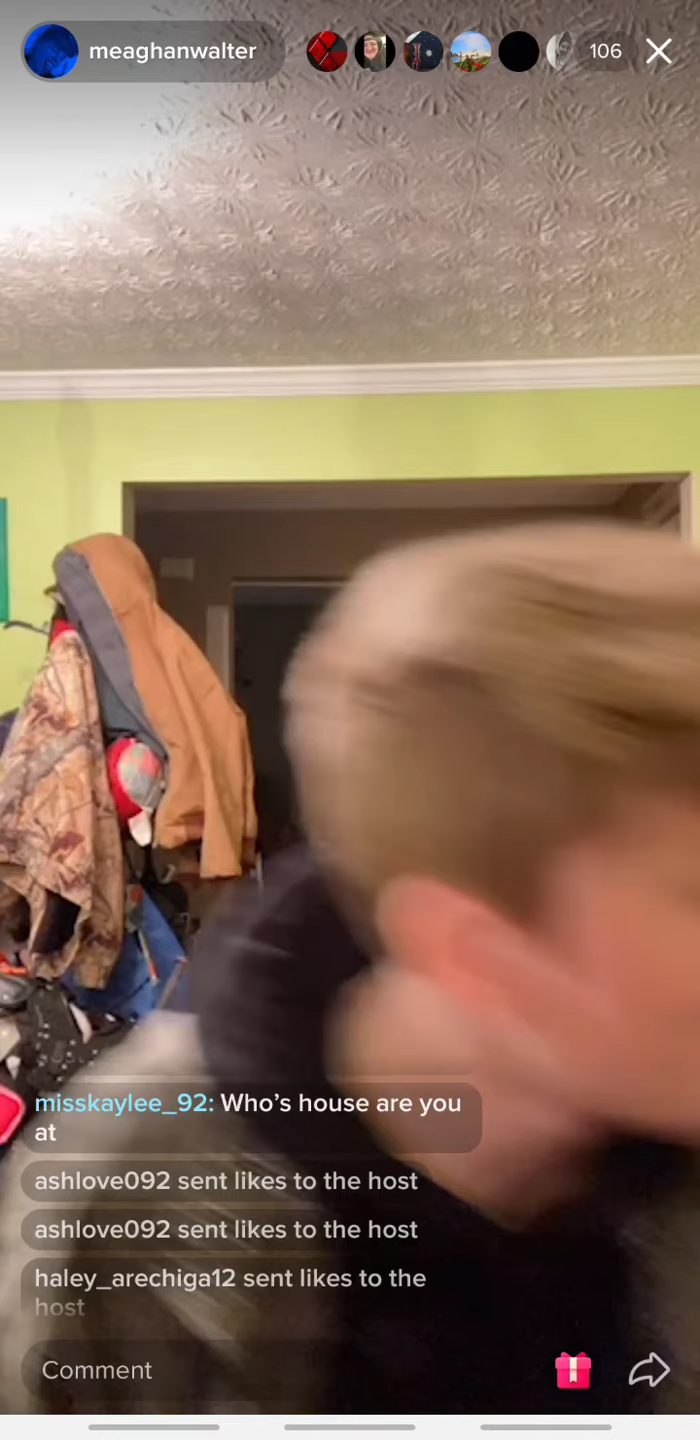 meaghanwalter
106
misskaylee_92: Who's house are you
at
ashlove092 sent likes to the host
ashlove092 sent likes to the host
haley_arechiga12 sent likes to the
host
Comment